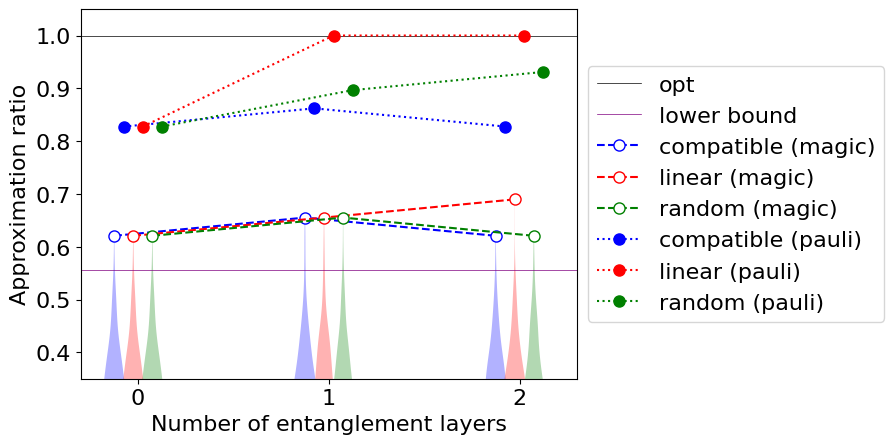 1.0
0.9
0.8
0.7
0.6
0.5
0.4
Approximation ratio
0 1 2
Number of entanglement layers
opt
lower bound
compatible (magic)
linear (magic)
random (magic)
compatible (pauli)
linear (pauli)
random (pauli)